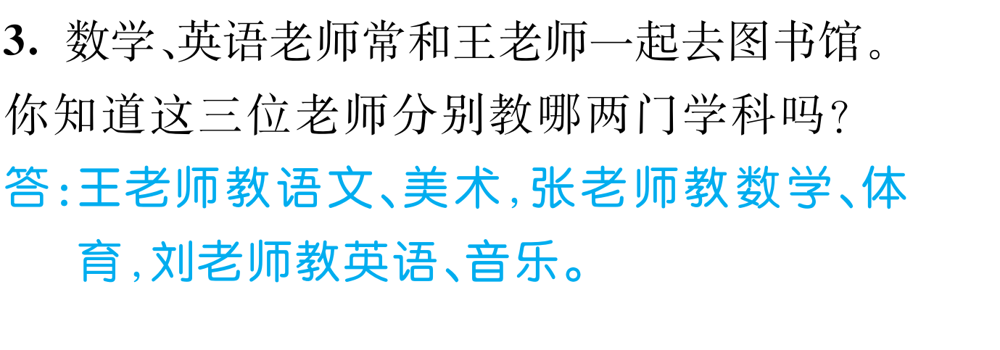 3. 数学、英语老师常和王老师一起去图书馆。
你知道这三位老师分别教哪两门学科吗?
答:王老师教语文、美术,张老师教数学、体
育,刘老师教英语、音乐。